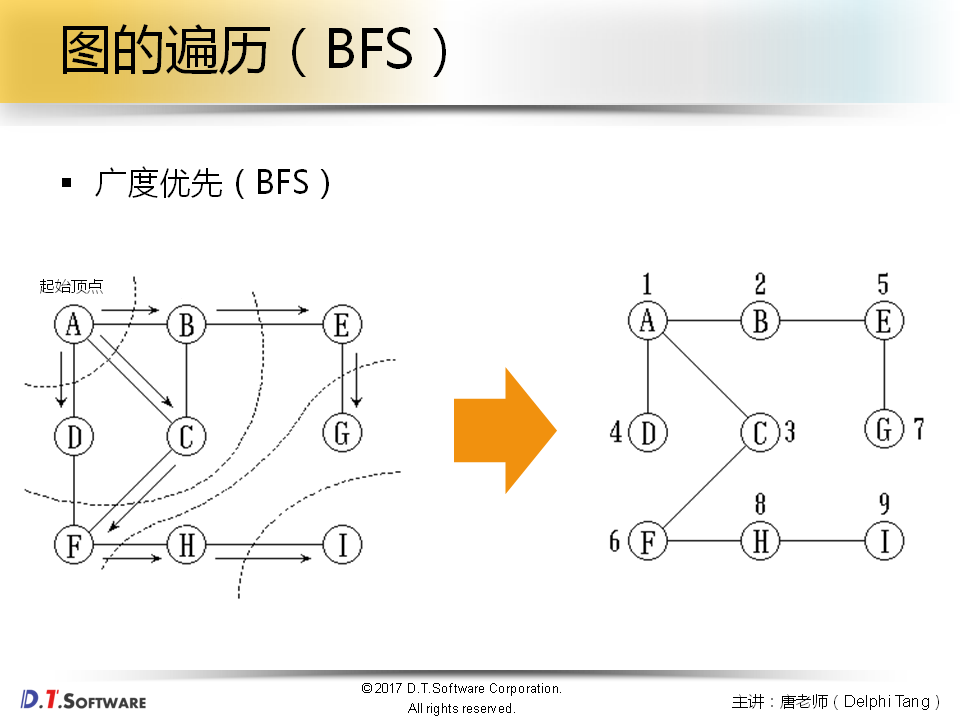 图的遍历（BFS）
▪ 广度优先（BFS）
起始顶点
A B E
D C G
F H I
1 2 5
A B E
4 D C 3 G 7
8 9
6 F H I
D.T.SOFTWARE
©2017 D.T.Software Corporation.
All rights reserved.
主讲：唐老师（Delphi Tang）